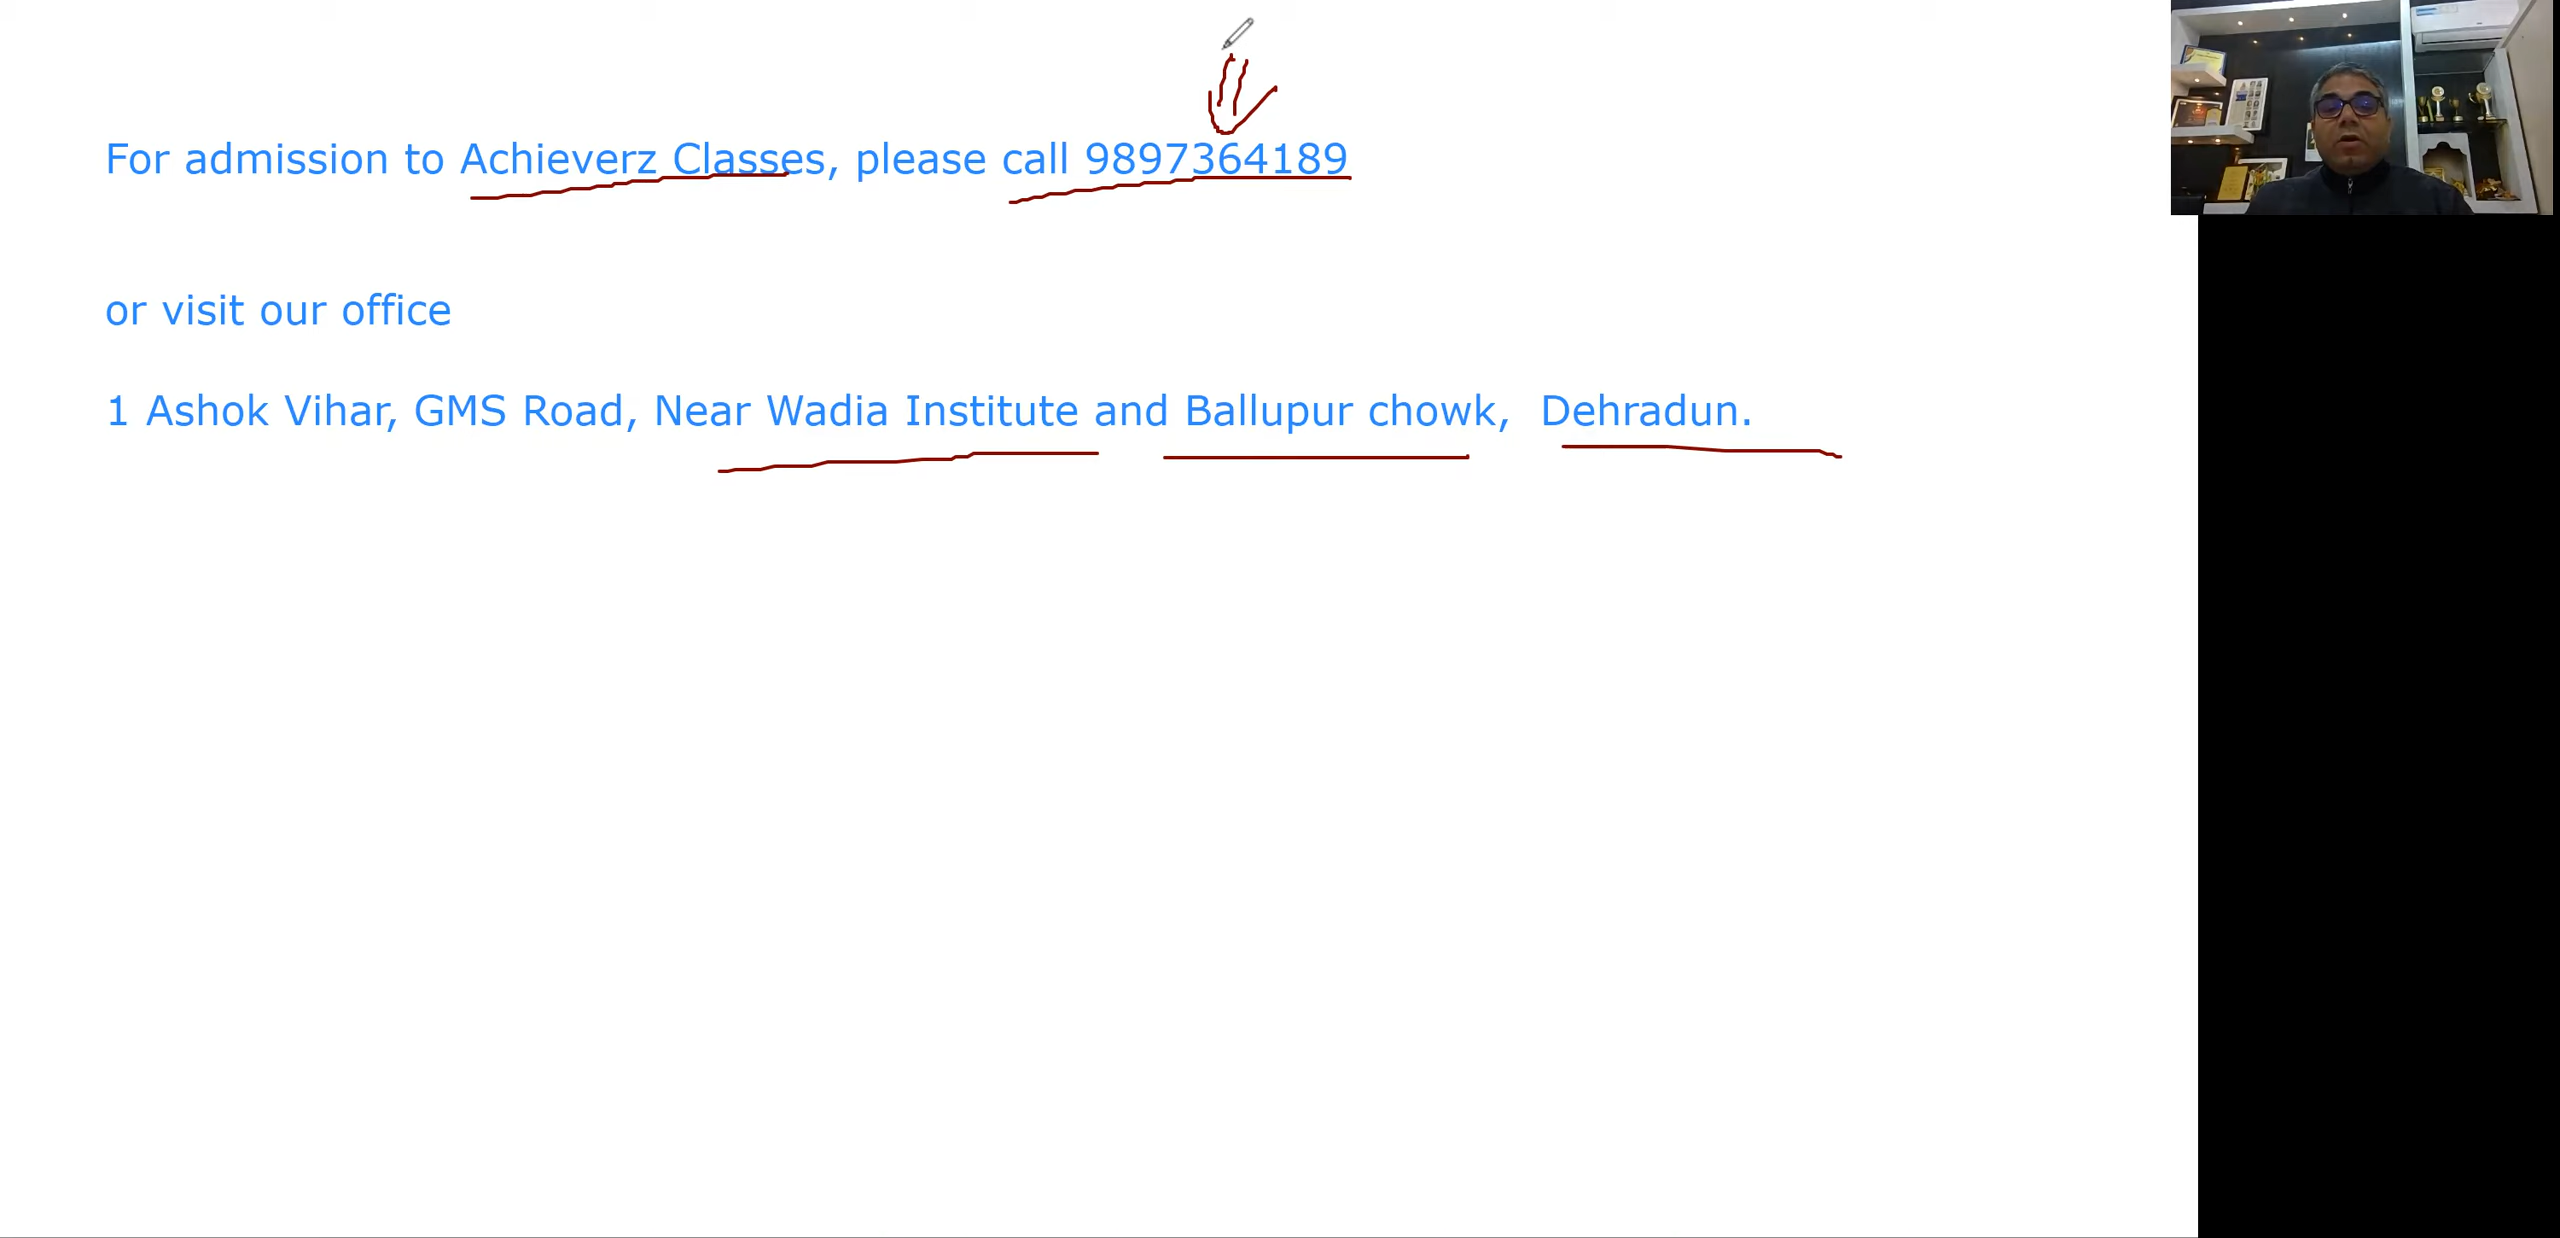 For admission to Achieverz Classes, please call 9897364189
or visit our office
1 Ashok Vihar, GMS Road, Near Wadia Institute and Ballupur chowk,  Dehradun.